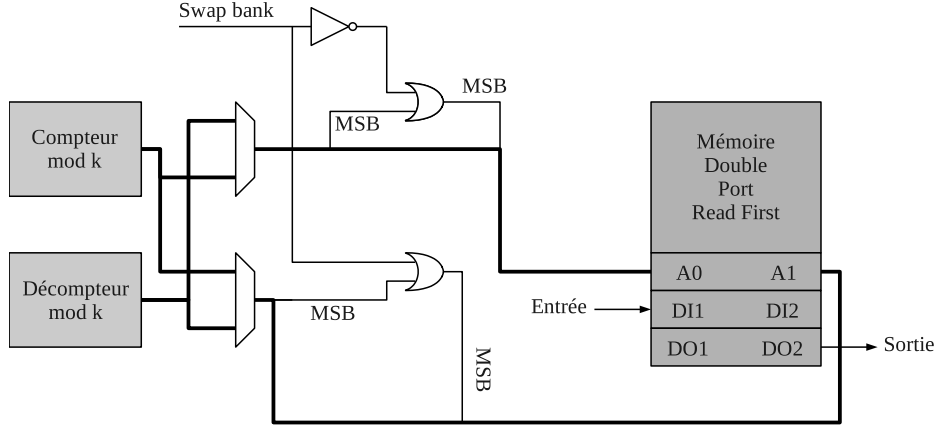 Swap bank
MSB
MSB
Compteur
mod k
Mémoire
Double
Port
Read First
Décompteur
mod k
MSB
A0 A1
Entrée
DI1 DI2
DO1 DO2
Sortie
MSB